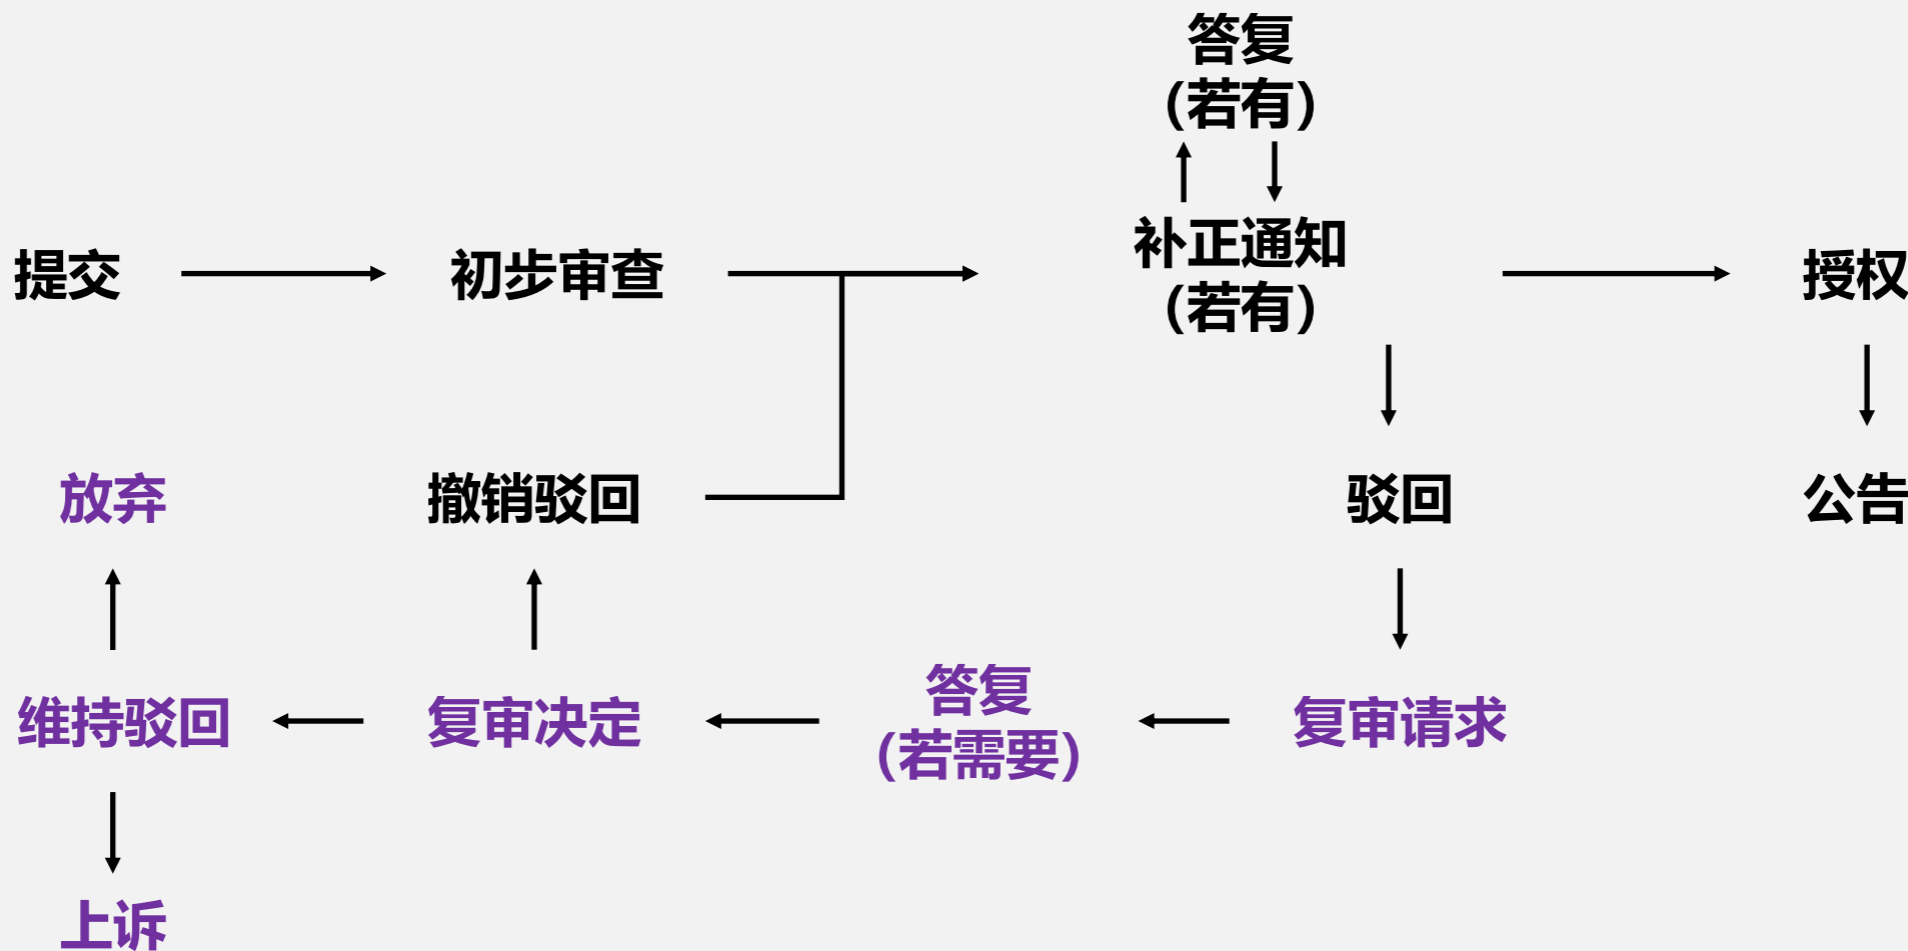 答复
（若有）
提交
初步审查
补正通知
（若有）
授权
放弃
撤销驳回
驳回
公告
维持驳回
复审决定
答复
（若需要）
复审请求
上诉